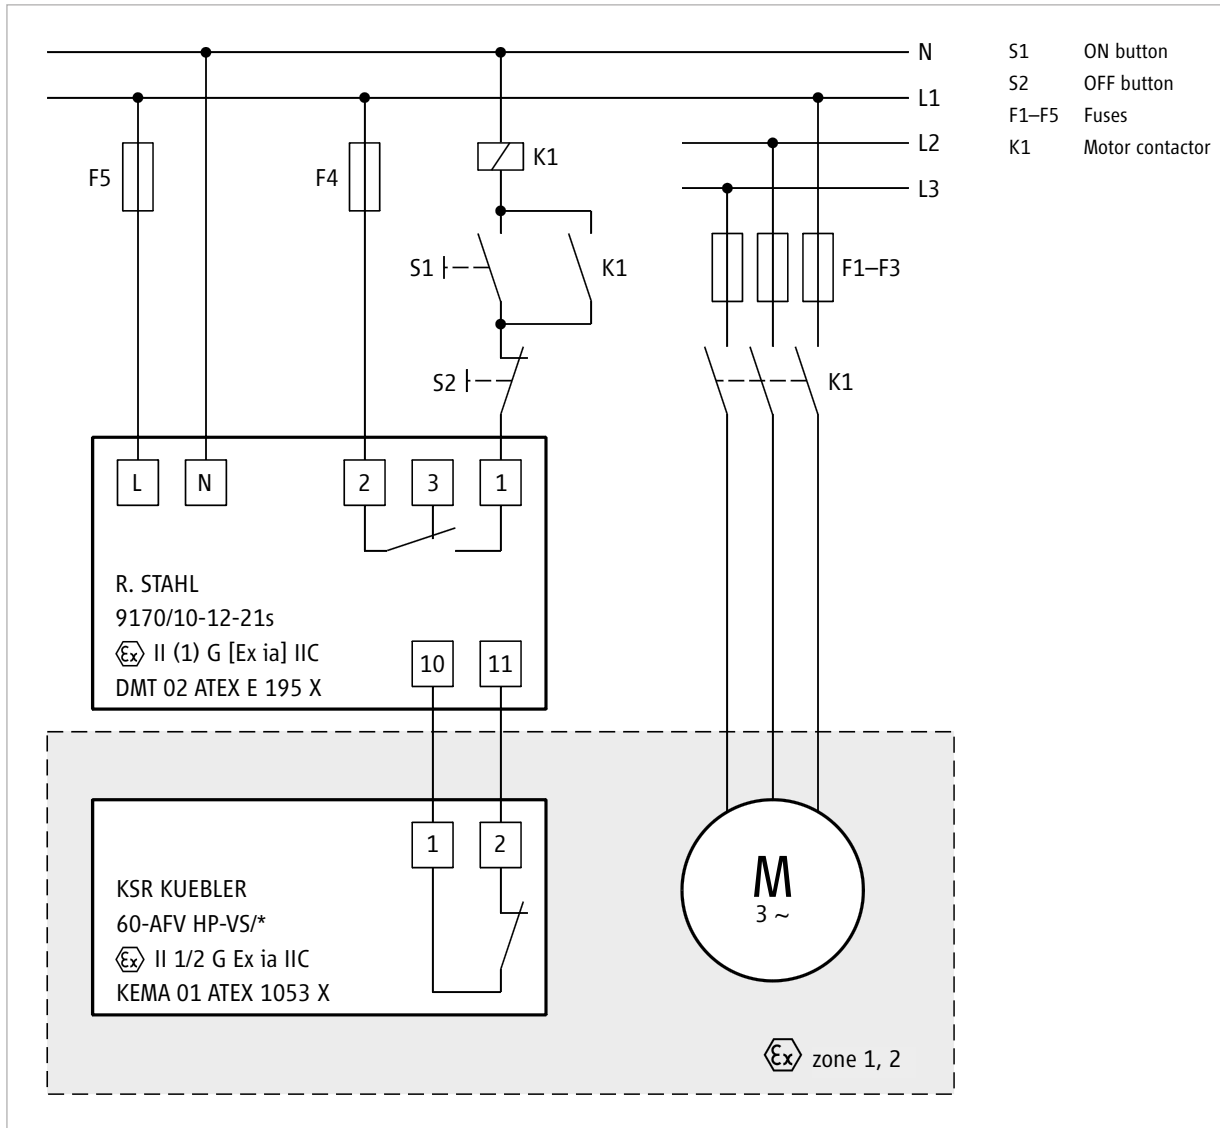 N
L1
L2
L3
S1 ON button
S2 OFF button
F1–F5 Fuses
K1 Motor contactor
F5
F4
K1
S1
K1
F1–F3
S2
K1
L
N
2
3
1
R. STAHL
9170/10-12-21s
Ex II (1) G [Ex ia] IIC
DMT 02 ATEX E 195 X
10
11
1
2
KSR KUEBLER
60-AFV HP-VS/*
Ex II 1/2 G Ex ia IIC
KEMA 01 ATEX 1053 X
M
3 ~
Ex zone 1, 2